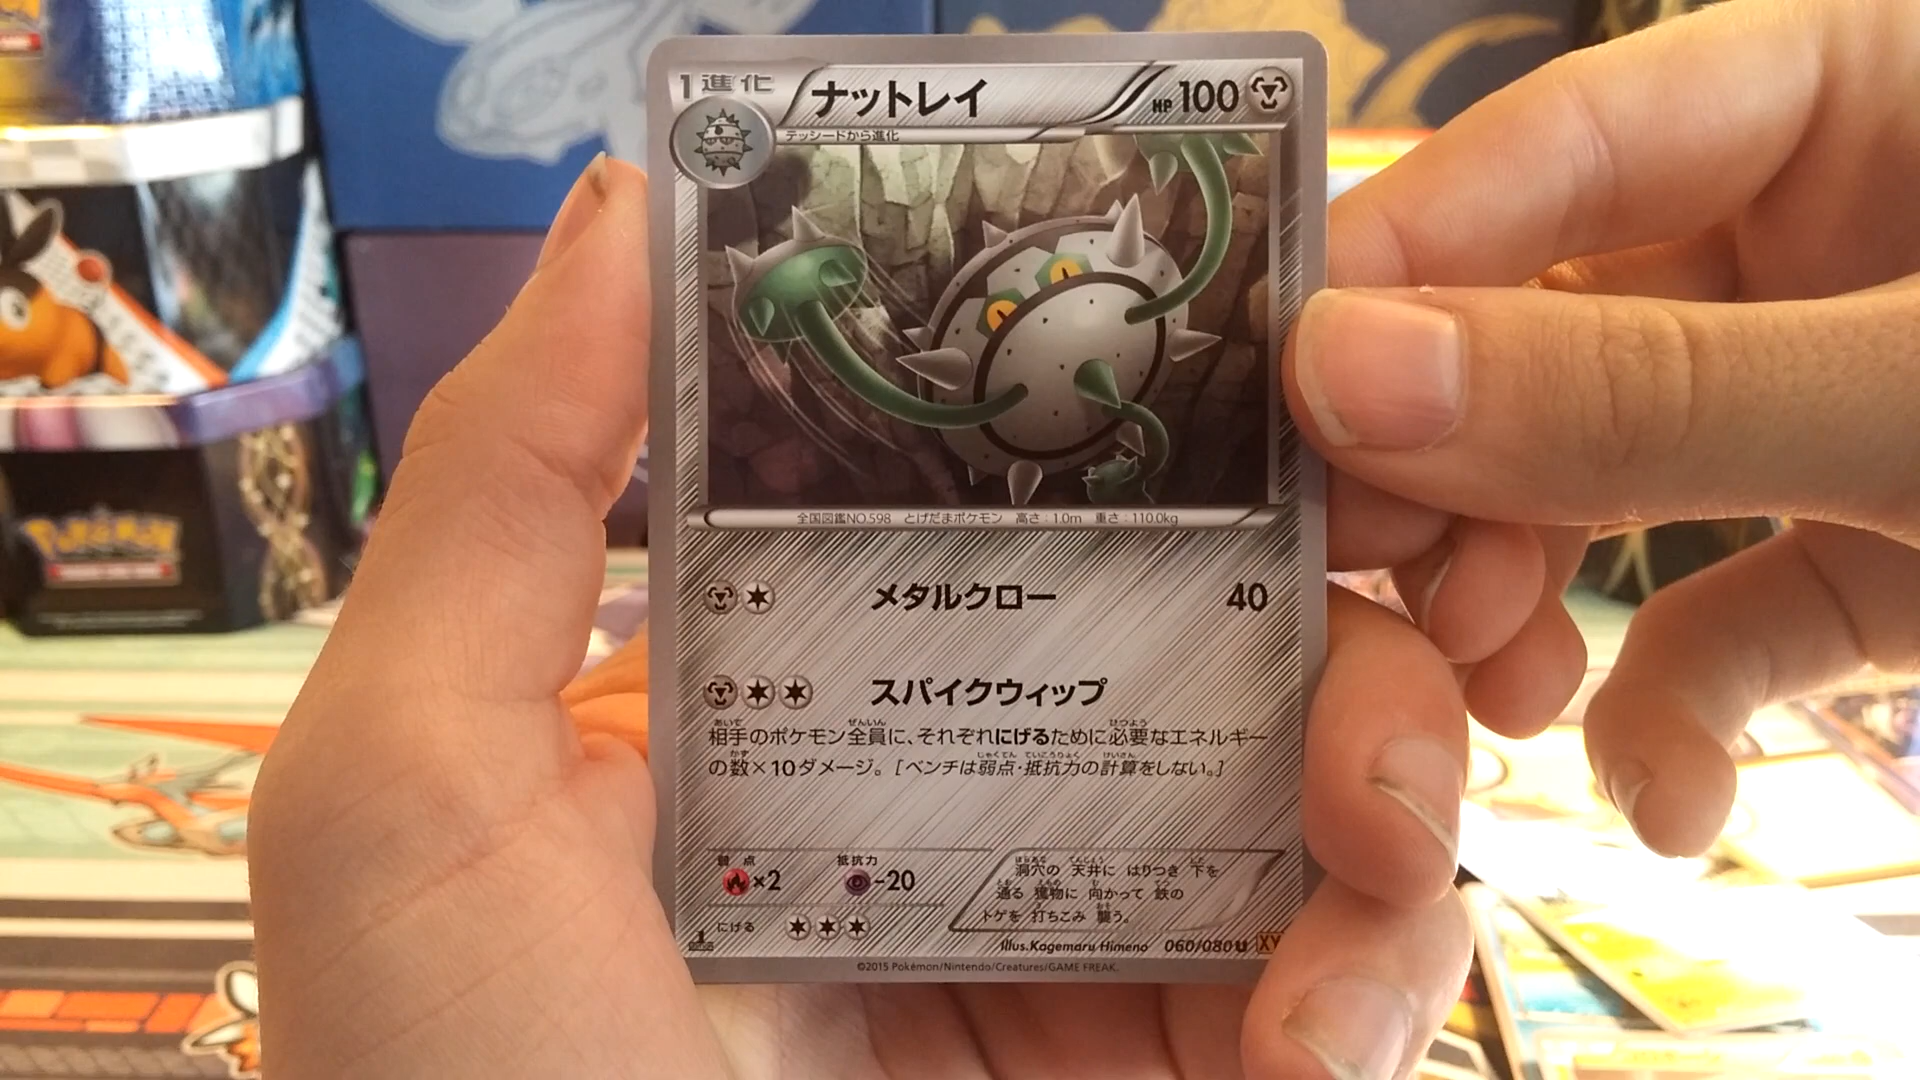 1進化 ナットレイ HP100
テッシードから進化
全国図鑑NO.598 とげだまポケモン 高さ：1.0m 重さ：110.0kg
メタルクロー 40
スパイクウィップ
相手のポケモン全員に、それぞれにげるために必要なエネルギー
の数×10ダメージ。［ベンチは弱点・抵抗力の計算をしない。］
弱点 抵抗力
×2 -20
にげる
洞穴の 天井に はりつき 下を
通る 獲物に 向かって 鉄の
トゲを 打ちこみ 襲う。
Illus.Kagemaru Himeno 060/080 U XY
©2015 Pokémon/Nintendo/Creatures/GAME FREAK.
Pokémon